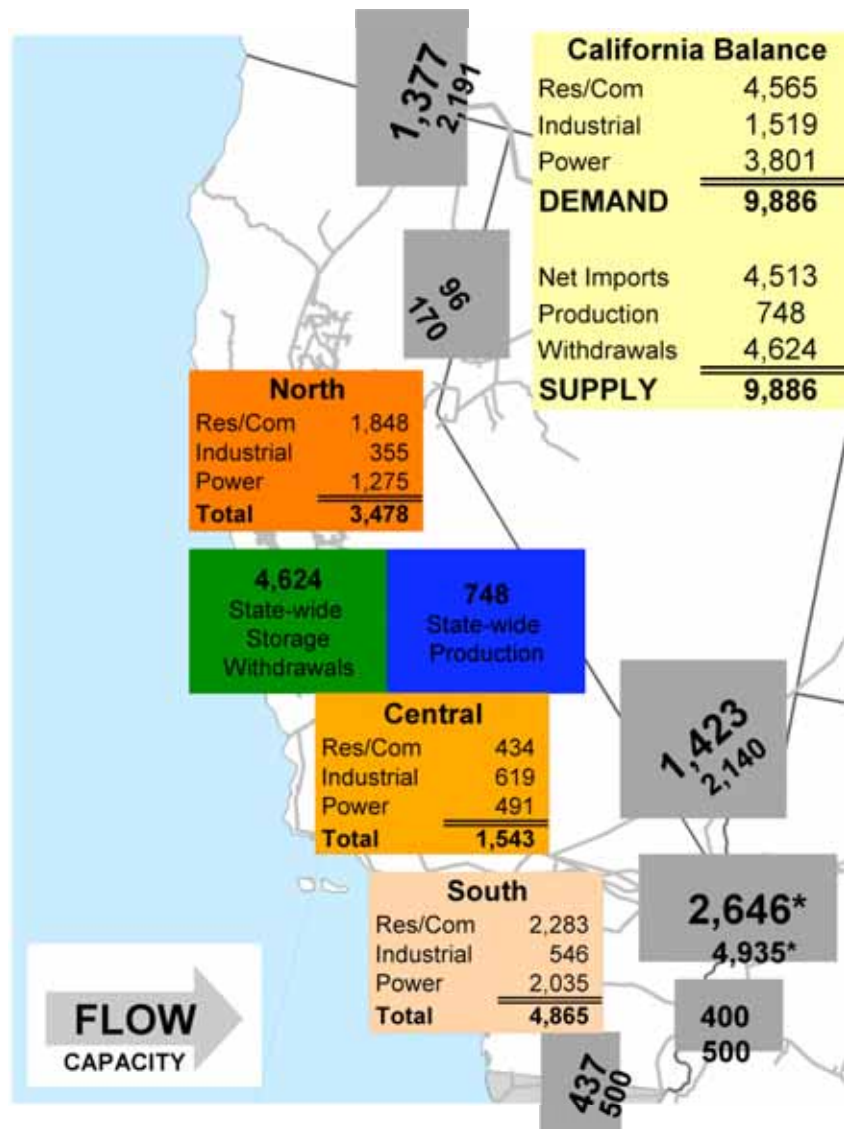 1,377
2,191
California Balance
Res/Com 4,565
Industrial 1,519
Power 3,801
DEMAND 9,886
Net Imports 4,513
Production 748
Withdrawals 4,624
SUPPLY 9,886
96
170
North
Res/Com 1,848
Industrial 355
Power 1,275
Total 3,478
4,624
State-wide
Storage
Withdrawals
748
State-wide
Production
Central
Res/Com 434
Industrial 619
Power 491
Total 1,543
1,423
2,140
South
Res/Com 2,283
Industrial 546
Power 2,035
Total 4,865
2,646*
4,935*
400
500
437
500
FLOW
CAPACITY